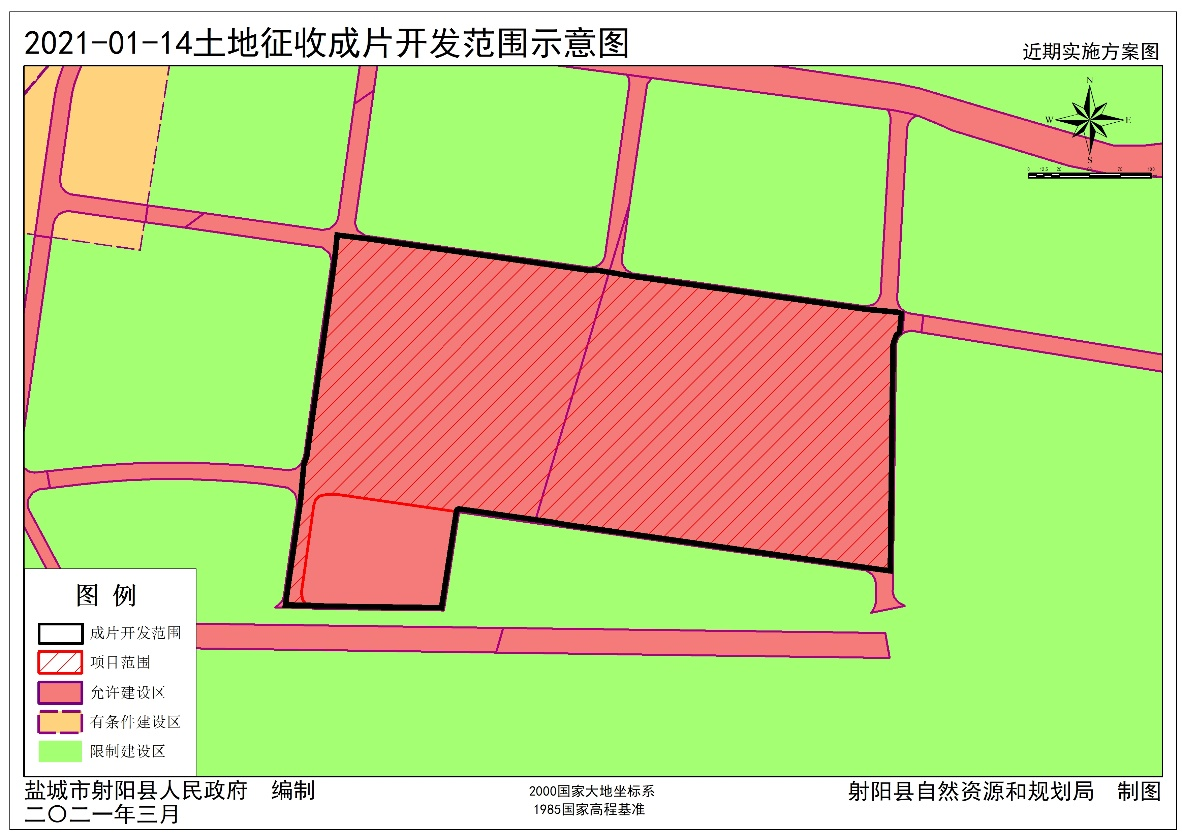 2021-01-14土地征收成片开发范围示意图
近期实施方案图
N
W E
S
图 例
成片开发范围
项目范围
允许建设区
有条件建设区
限制建设区
盐城市射阳县人民政府 编制
二〇二一年三月
2000国家大地坐标系
1985国家高程基准
射阳县自然资源和规划局 制图